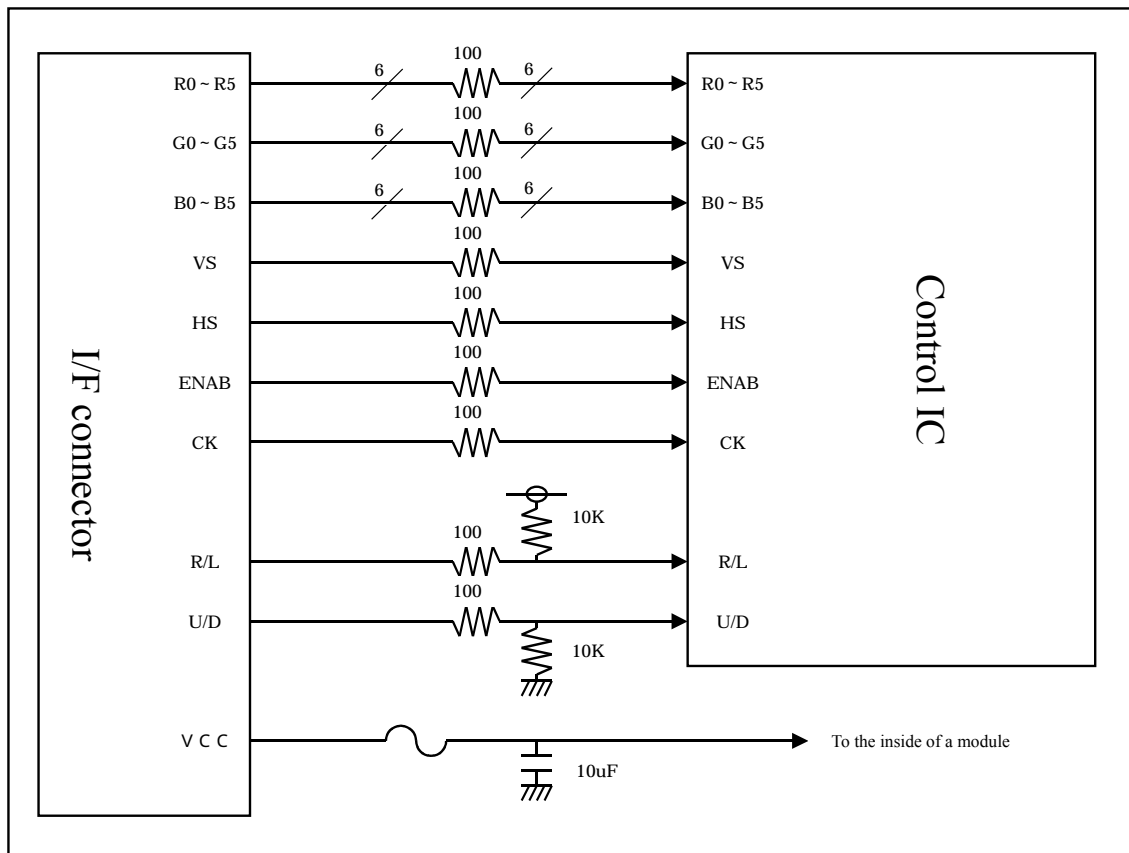 100
R0 ~ R5 6 6 R0 ~ R5
100
G0 ~ G5 6 6 G0 ~ G5
100
B0 ~ B5 6 6 B0 ~ B5
100
VS VS
100
HS HS
100
ENAB ENAB
100
CK CK
I/F connector
Control IC
10K
100
R/L R/L
100
U/D U/D
10K
VCC To the inside of a module
10uF